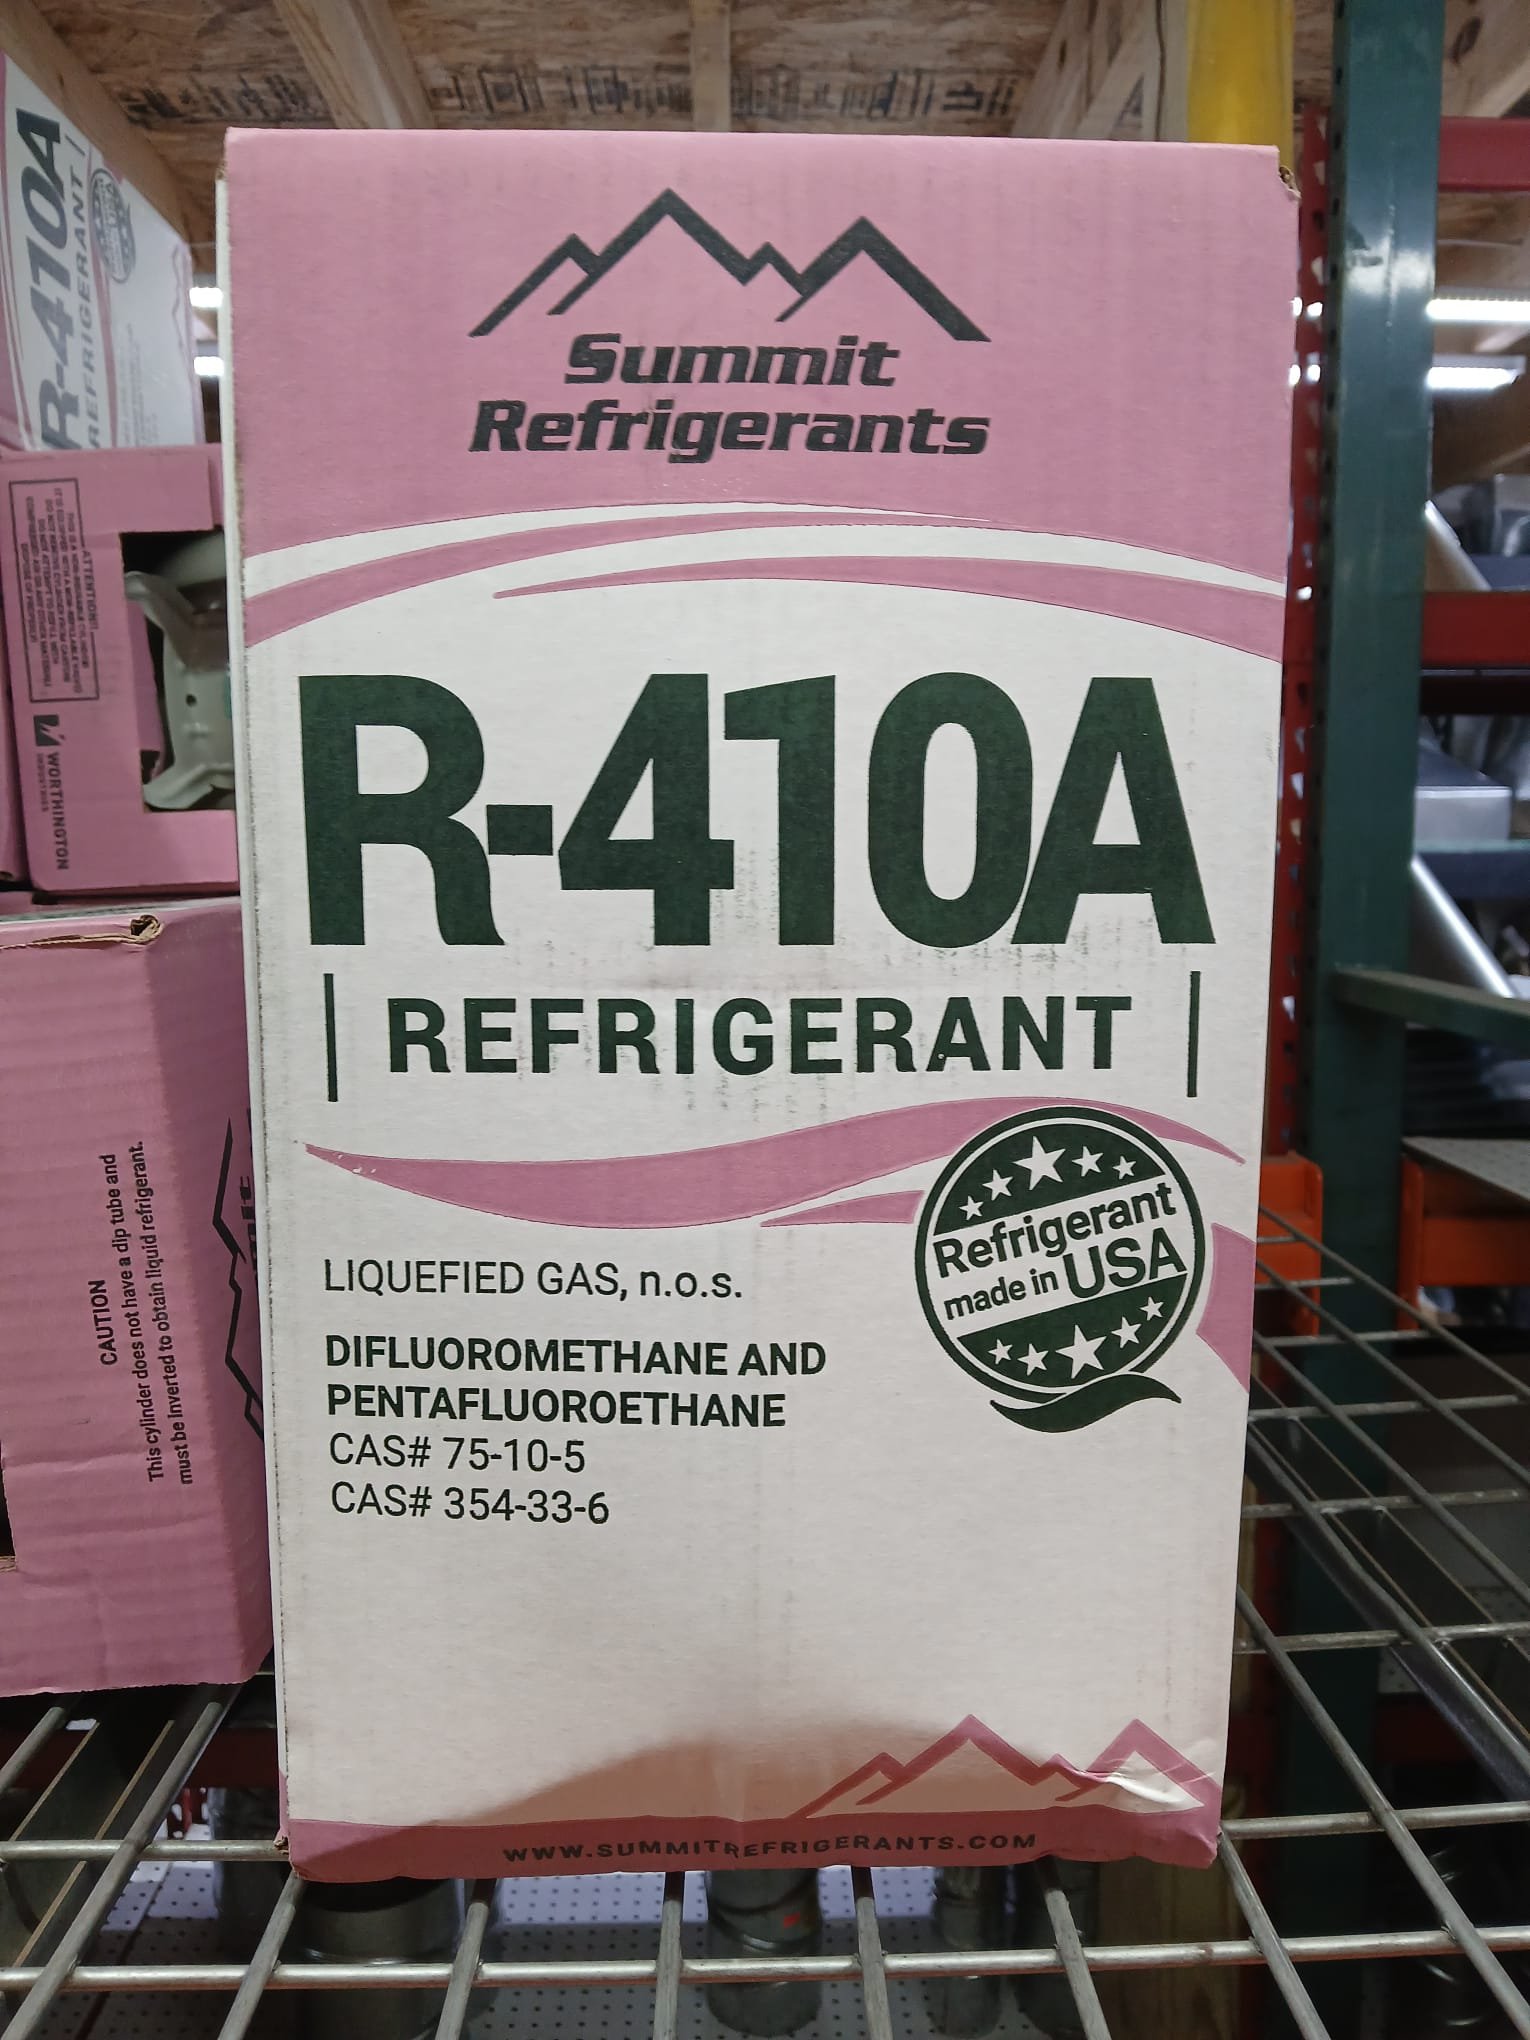 Summit
Refrigerants
R-410A
REFRIGERANT
LIQUEFIED GAS, n.o.s.
DIFLUOROMETHANE AND
PENTAFLUOROETHANE
CAS# 75-10-5
CAS# 354-33-6
Refrigerant
made in USA
WWW.SUMMITREFRIGERANTS.COM
R-410A
REFRIGERANT
ATTENTION!
WORTHINGTON
INDUSTRIES
CAUTION
This cylinder does not have a dip tube and
must be inverted to obtain liquid refrigerant.